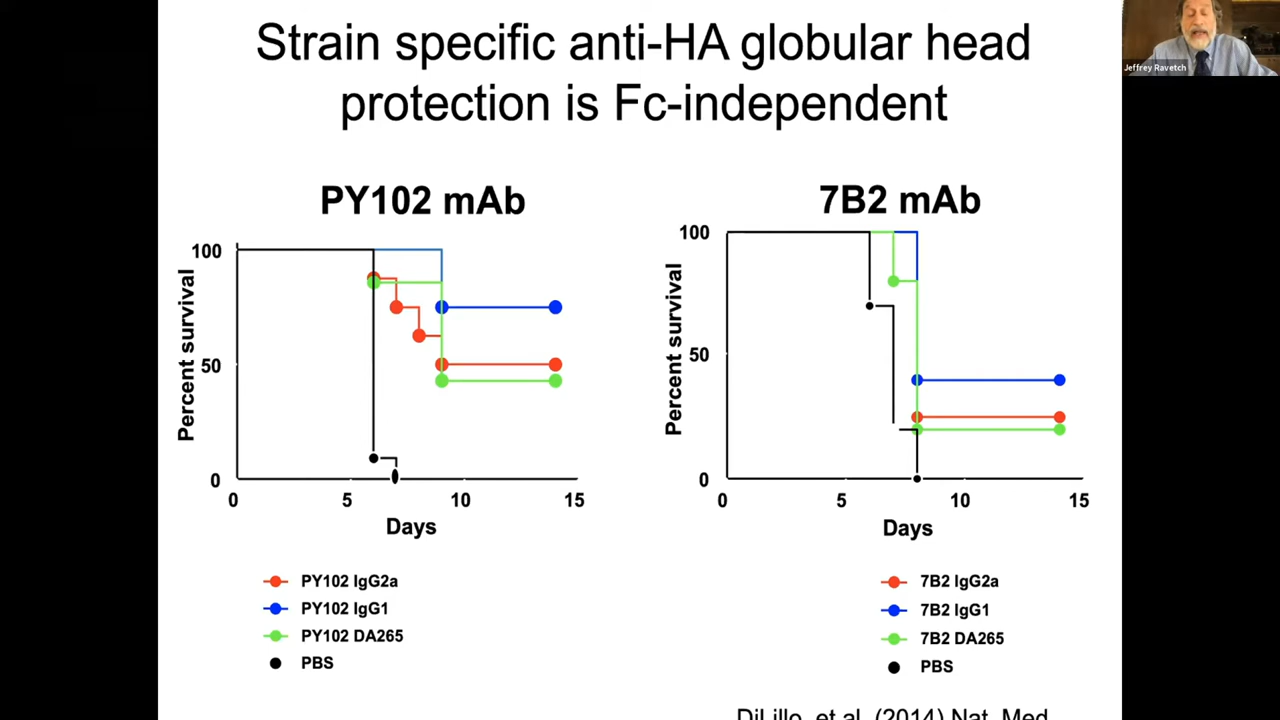 Strain specific anti-HA globular head
protection is Fc-independent
Jeffrey Ravetch
PY102 mAb
Percent survival
100
50
0
0 5 10 15
Days
PY102 IgG2a
PY102 IgG1
PY102 DA265
PBS
7B2 mAb
Percent survival
100
50
0
0 5 10 15
Days
7B2 IgG2a
7B2 IgG1
7B2 DA265
PBS
DiLillo, et al. (2014) Nat. Med.